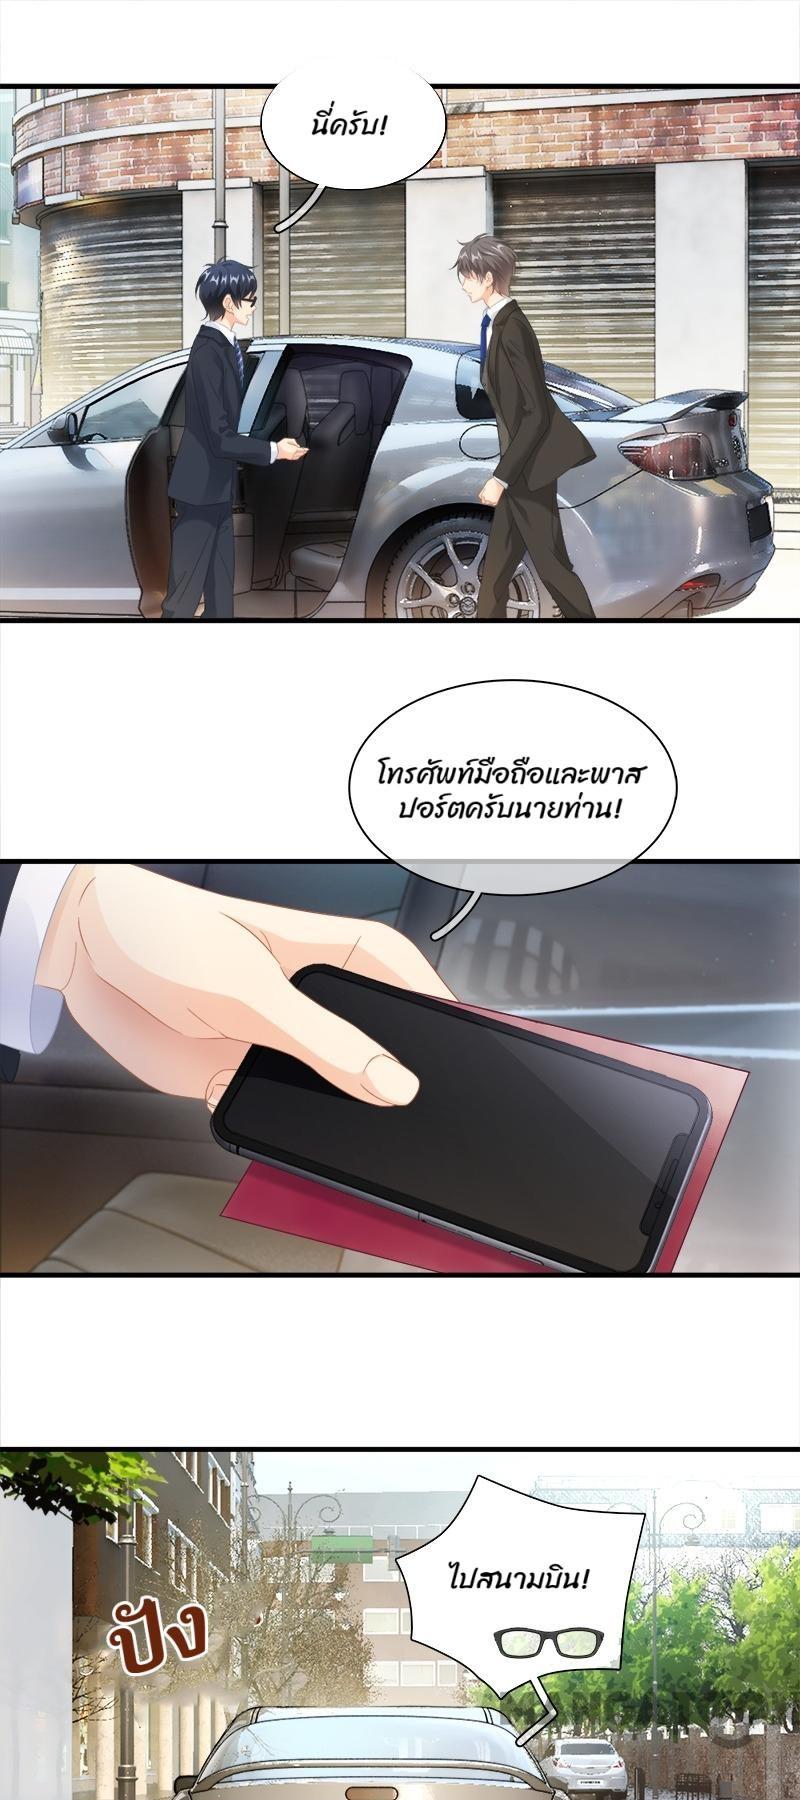 นี่ครับ!
โทรศัพท์มือถือและพาส
ปอร์ตครับนายท่าน!
ไปสนามบิน!
ปัง